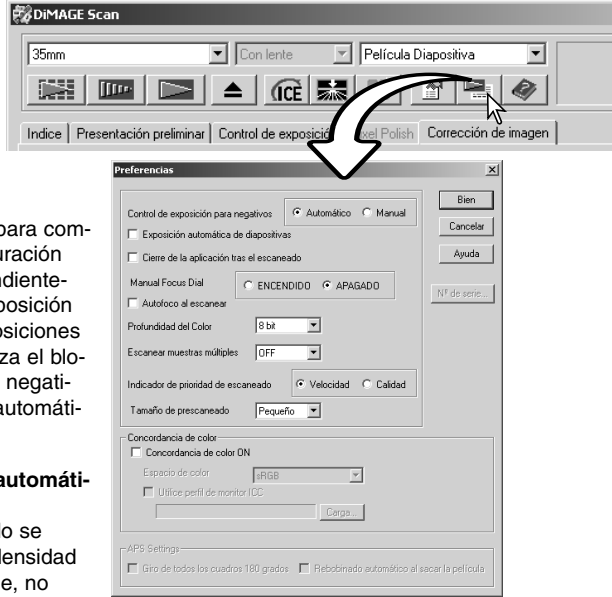 DiMAGE Scan
35mm Con lente Película Diapositiva
ICE
Indice Presentación preliminar Control de exposición Pixel Polish Corrección de imagen
Preferencias
Control de exposición para negativos Automático Manual Bien
Exposición automática de diapositivas Cancelar
Cierre de la aplicación tras el escaneado Ayuda
Manual Focus Dial ENCENDIDO APAGADO Nº de serie...
Autofoco al escanear
Profundidad del Color 8 bit
Escanear muestras múltiples OFF
Indicador de prioridad de escaneado Velocidad Calidad
Tamaño de prescaneado Pequeño
Concordancia de color
Concordancia de color ON
Espacio de color sRGB
Utilice perfil de monitor ICC
Carga...
APS Settings
Giro de todos los cuadros 180 grados Rebobinado automático al sacar la película
para com-
uración
ndiente-
posición
osiciones
za el blo-
negati-
automáti-
automáti-
do se
densidad
e, no